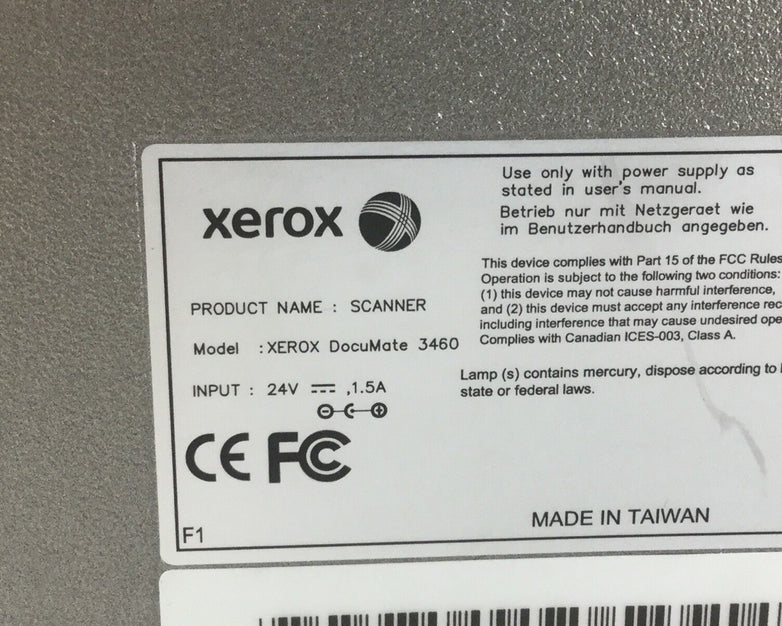 xerox
Use only with power supply as
stated in user's manual.
Betrieb nur mit Netzgeraet wie
im Benutzerhandbuch angegeben.
This device complies with Part 15 of the FCC Rules
Operation is subject to the following two conditions:
(1) this device may not cause harmful interference,
and (2) this device must accept any interference rec
including interference that may cause undesired ope
Complies with Canadian ICES-003, Class A.
Lamp (s) contains mercury, dispose according to
state or federal laws.
PRODUCT NAME : SCANNER
Model : XEROX DocuMate 3460
INPUT : 24V ⎓ ,1.5A
CE FC
F1
MADE IN TAIWAN